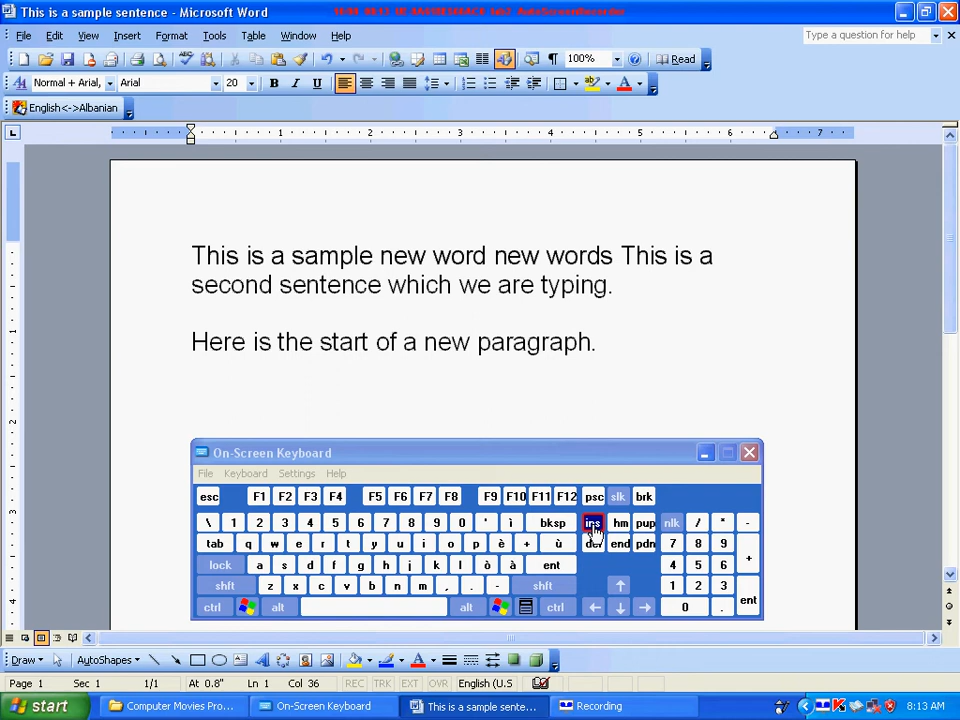 This is a sample sentence - Microsoft Word
File Edit View Insert Format Tools Table Window Help Type a question for help
100% Read
Normal + Arial, Arial 20 B I U
English<->Albanian
1 2 3 4 5 6 7
This is a sample new word new words This is a
second sentence which we are typing.
Here is the start of a new paragraph.
On-Screen Keyboard
File Keyboard Settings Help
esc F1 F2 F3 F4 F5 F6 F7 F8 F9 F10 F11 F12 psc slk brk
\ 1 2 3 4 5 6 7 8 9 0 ' ì bksp ins hm pup nlk / * -
tab q w e r t y u i o p è + ù del end pdn 7 8 9 +
lock a s d f g h j k l ò à ent 4 5 6
shft z x c v b n m , . - shft ↑ 1 2 3 ent
ctrl alt alt ctrl ← ↓ → 0 .
Draw AutoShapes
Page 1 Sec 1 1/1 At 0.8" Ln 1 Col 36 REC TRK EXT OVR English (U.S
start Computer Movies Pro... On-Screen Keyboard This is a sample sente... Recording 8:13 AM